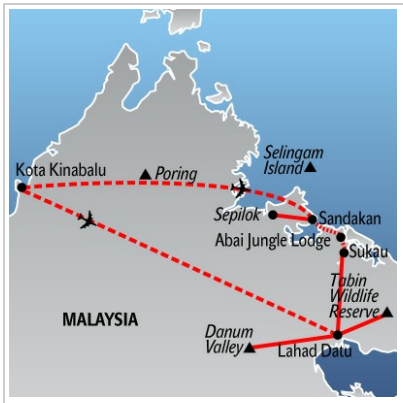 Selingam
Island
Kota Kinabalu
Poring
Sepilok
Sandakan
Abai Jungle Lodge
Sukau
Tabin
Wildlife
Reserve
MALAYSIA
Danum
Valley
Lahad Datu